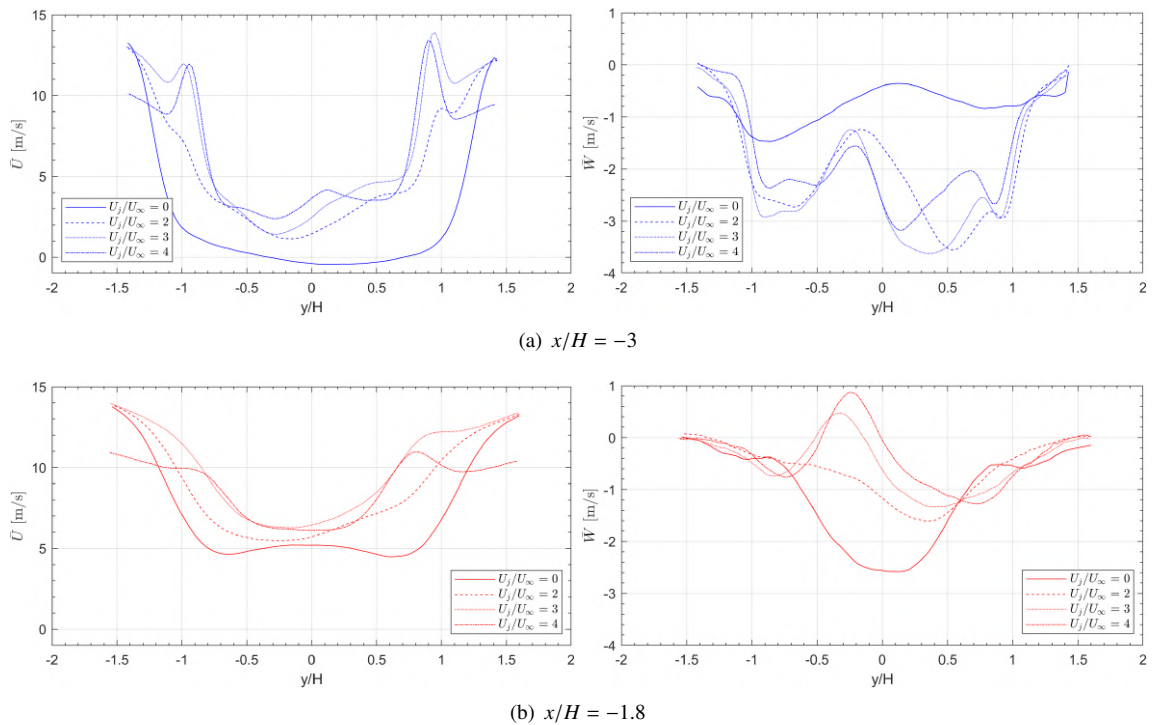 15
10
5
0
Ū [m/s]
-2 -1.5 -1 -0.5 0 0.5 1 1.5 2
y/H
U_j/U_∞ = 0
U_j/U_∞ = 2
U_j/U_∞ = 3
U_j/U_∞ = 4
1
0
-1
-2
-3
-4
W̄ [m/s]
-2 -1.5 -1 -0.5 0 0.5 1 1.5 2
y/H
U_j/U_∞ = 0
U_j/U_∞ = 2
U_j/U_∞ = 3
U_j/U_∞ = 4
(a) x/H = −3
15
10
5
0
Ū [m/s]
-2 -1.5 -1 -0.5 0 0.5 1 1.5 2
y/H
U_j/U_∞ = 0
U_j/U_∞ = 2
U_j/U_∞ = 3
U_j/U_∞ = 4
1
0
-1
-2
-3
-4
W̄ [m/s]
-2 -1.5 -1 -0.5 0 0.5 1 1.5 2
y/H
U_j/U_∞ = 0
U_j/U_∞ = 2
U_j/U_∞ = 3
U_j/U_∞ = 4
(b) x/H = −1.8